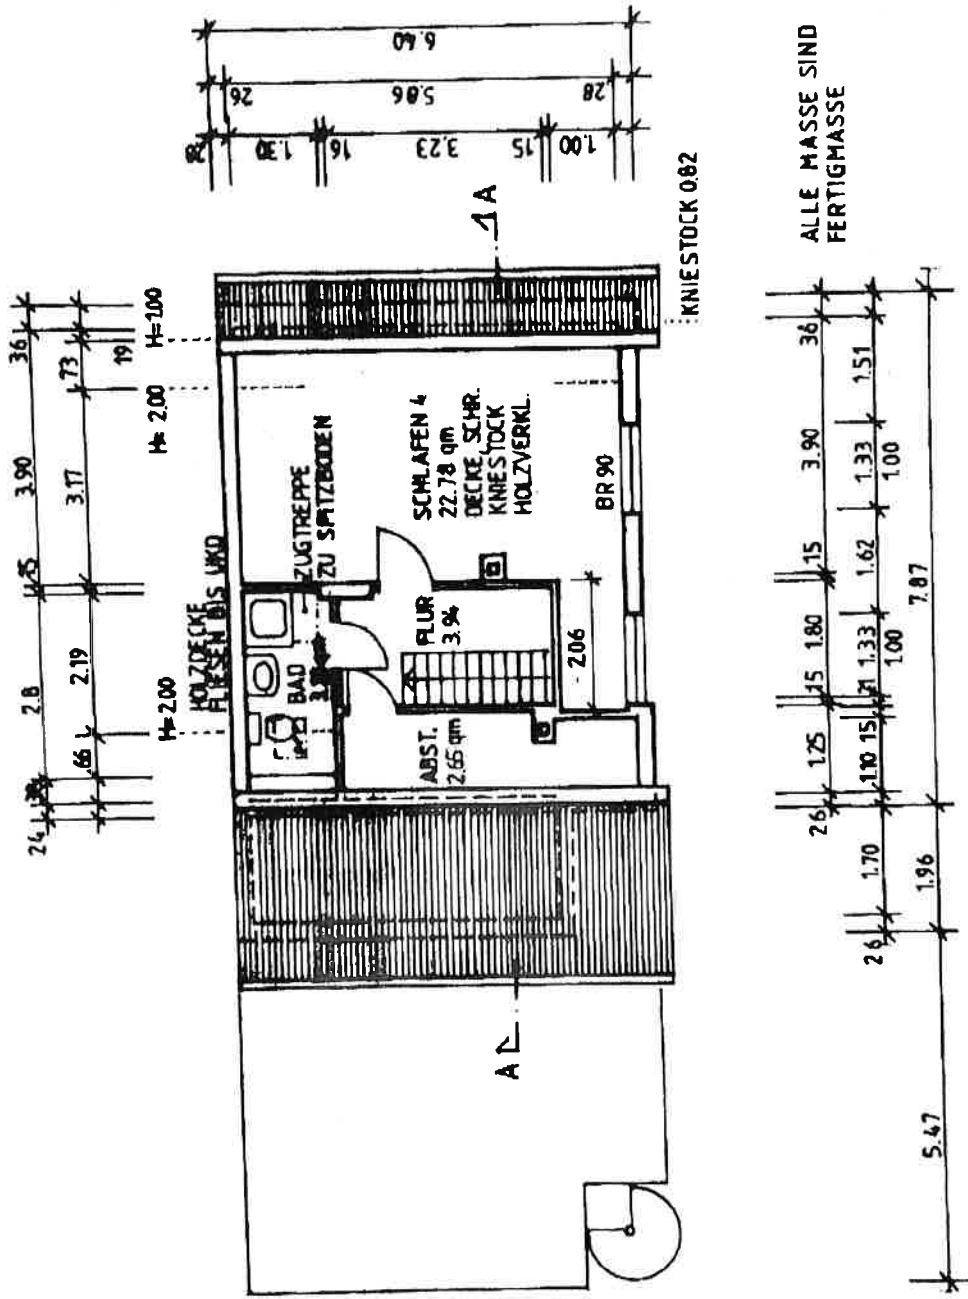 6.40
26
5.86
28
28
1.30
16
3.23
15
1.00
A
KNIESTOCK 0.82
ALLE MASSE SIND
FERTIGMASSE
36
3.90
2.8
24
.73
19
3.17
2.19
.66
H=1.00
H=2.00
H=2.00
HOLZDECKE
FLIESEN BIS UKD
ZUGTREPPE
ZU SPITZBODEN
SCHLAFEN 4
22.78 qm
DECKE, SCHR.
KNIESTOCK
HOLZVERKL.
BR 90
BAD
FLUR
3.94
2.06
ABST.
2.65 qm
A
36
3.90
15
1.80
15
1.25
26
1.51
1.33
1.00
1.62
1.33
1.00
21
15
1.10
1.70
26
7.87
1.96
5.47